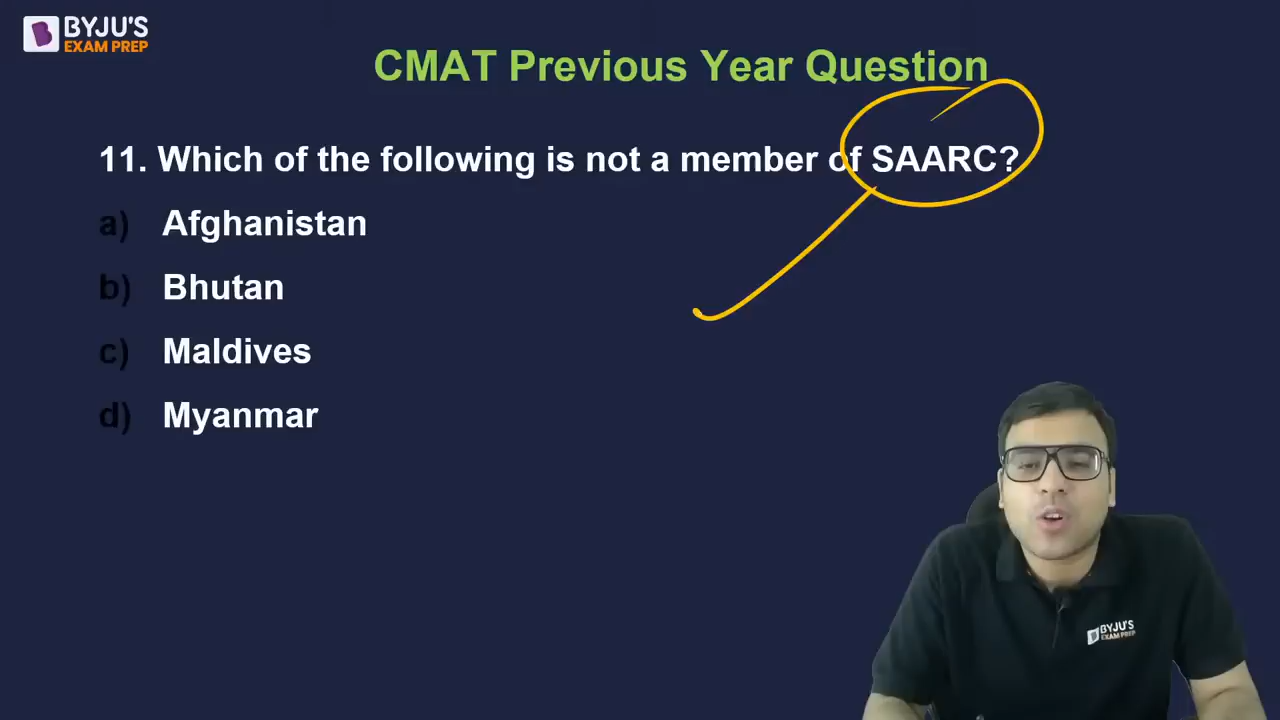 BYJU'S
EXAM PREP
CMAT Previous Year Question
11. Which of the following is not a member of SAARC?
a) Afghanistan
b) Bhutan
c) Maldives
d) Myanmar
BYJU'S
EXAM PREP